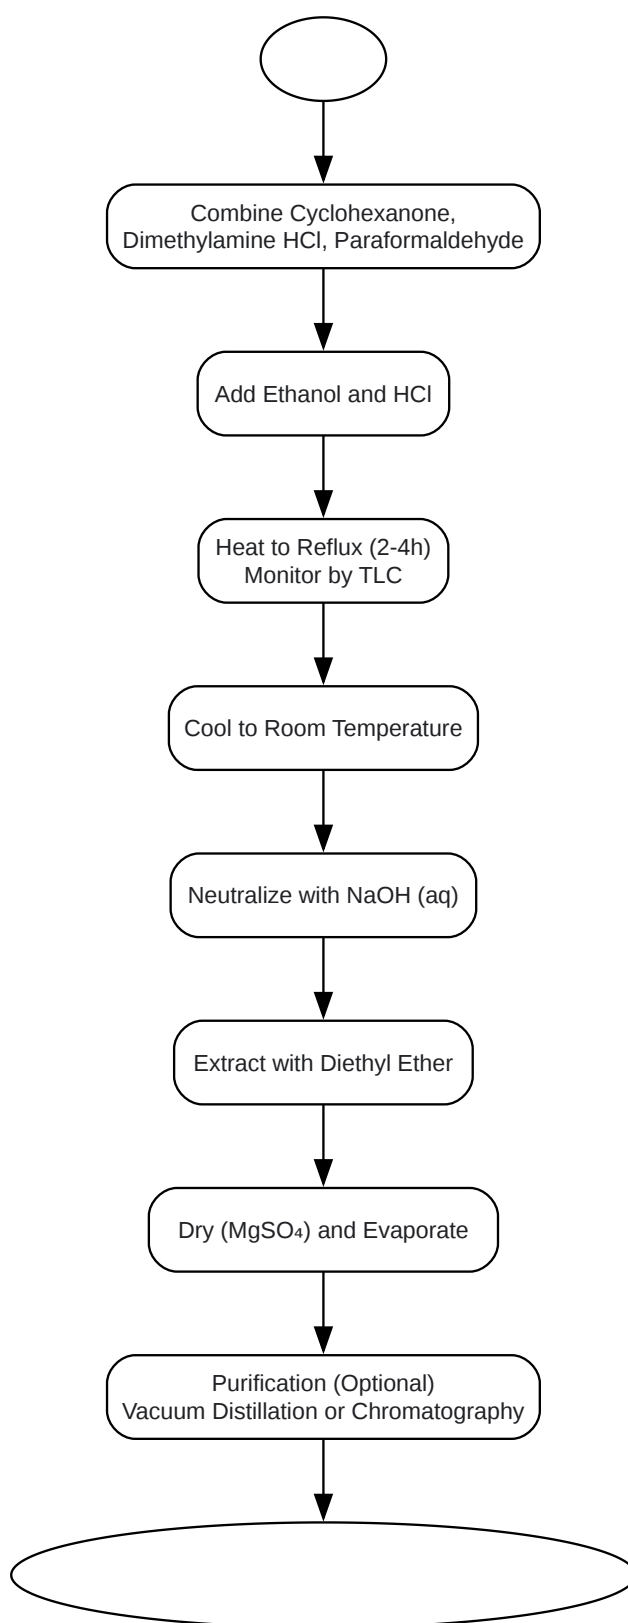 Combine Cyclohexanone,
Dimethylamine HCl, Paraformaldehyde
Add Ethanol and HCl
Heat to Reflux (2-4h)
Monitor by TLC
Cool to Room Temperature
Neutralize with NaOH (aq)
Extract with Diethyl Ether
Dry (MgSO₄) and Evaporate
Purification (Optional)
Vacuum Distillation or Chromatography